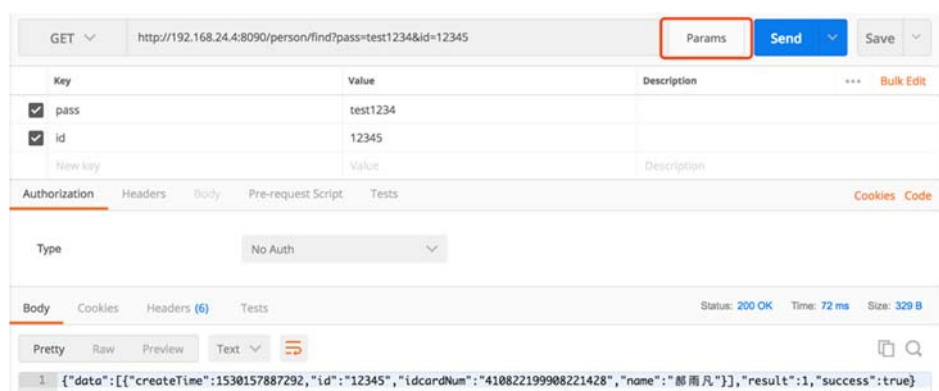 GET http://192.168.24.4:8090/person/find?pass=test1234&id=12345 Params Send Save
Key Value Description ••• Bulk Edit
pass test1234
id 12345
New key Value Description
Authorization Headers Body Pre-request Script Tests Cookies Code
Type No Auth
Body Cookies Headers (6) Tests Status: 200 OK Time: 72 ms Size: 329 B
Pretty Raw Preview Text
1 {"data":[{"createTime":1530157887292,"id":"12345","idcardNum":"410822199908221428","name":"郝雨凡"}],"result":1,"success":true}